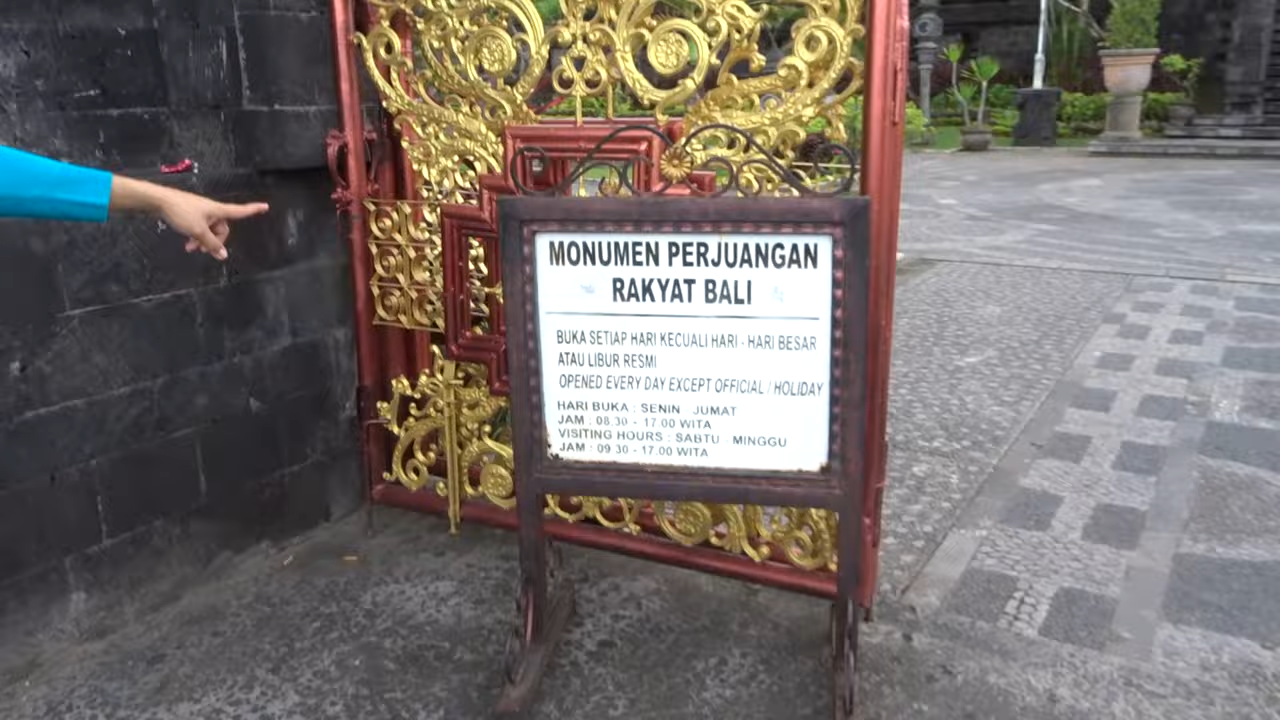 MONUMEN PERJUANGAN
RAKYAT BALI
BUKA SETIAP HARI KECUALI HARI - HARI BESAR
ATAU LIBUR RESMI
OPENED EVERY DAY EXCEPT OFFICIAL / HOLIDAY
HARI BUKA : SENIN - JUMAT
JAM : 08.30 - 17.00 WITA
VISITING HOURS : SABTU - MINGGU
JAM : 09 30 - 17.00 WITA